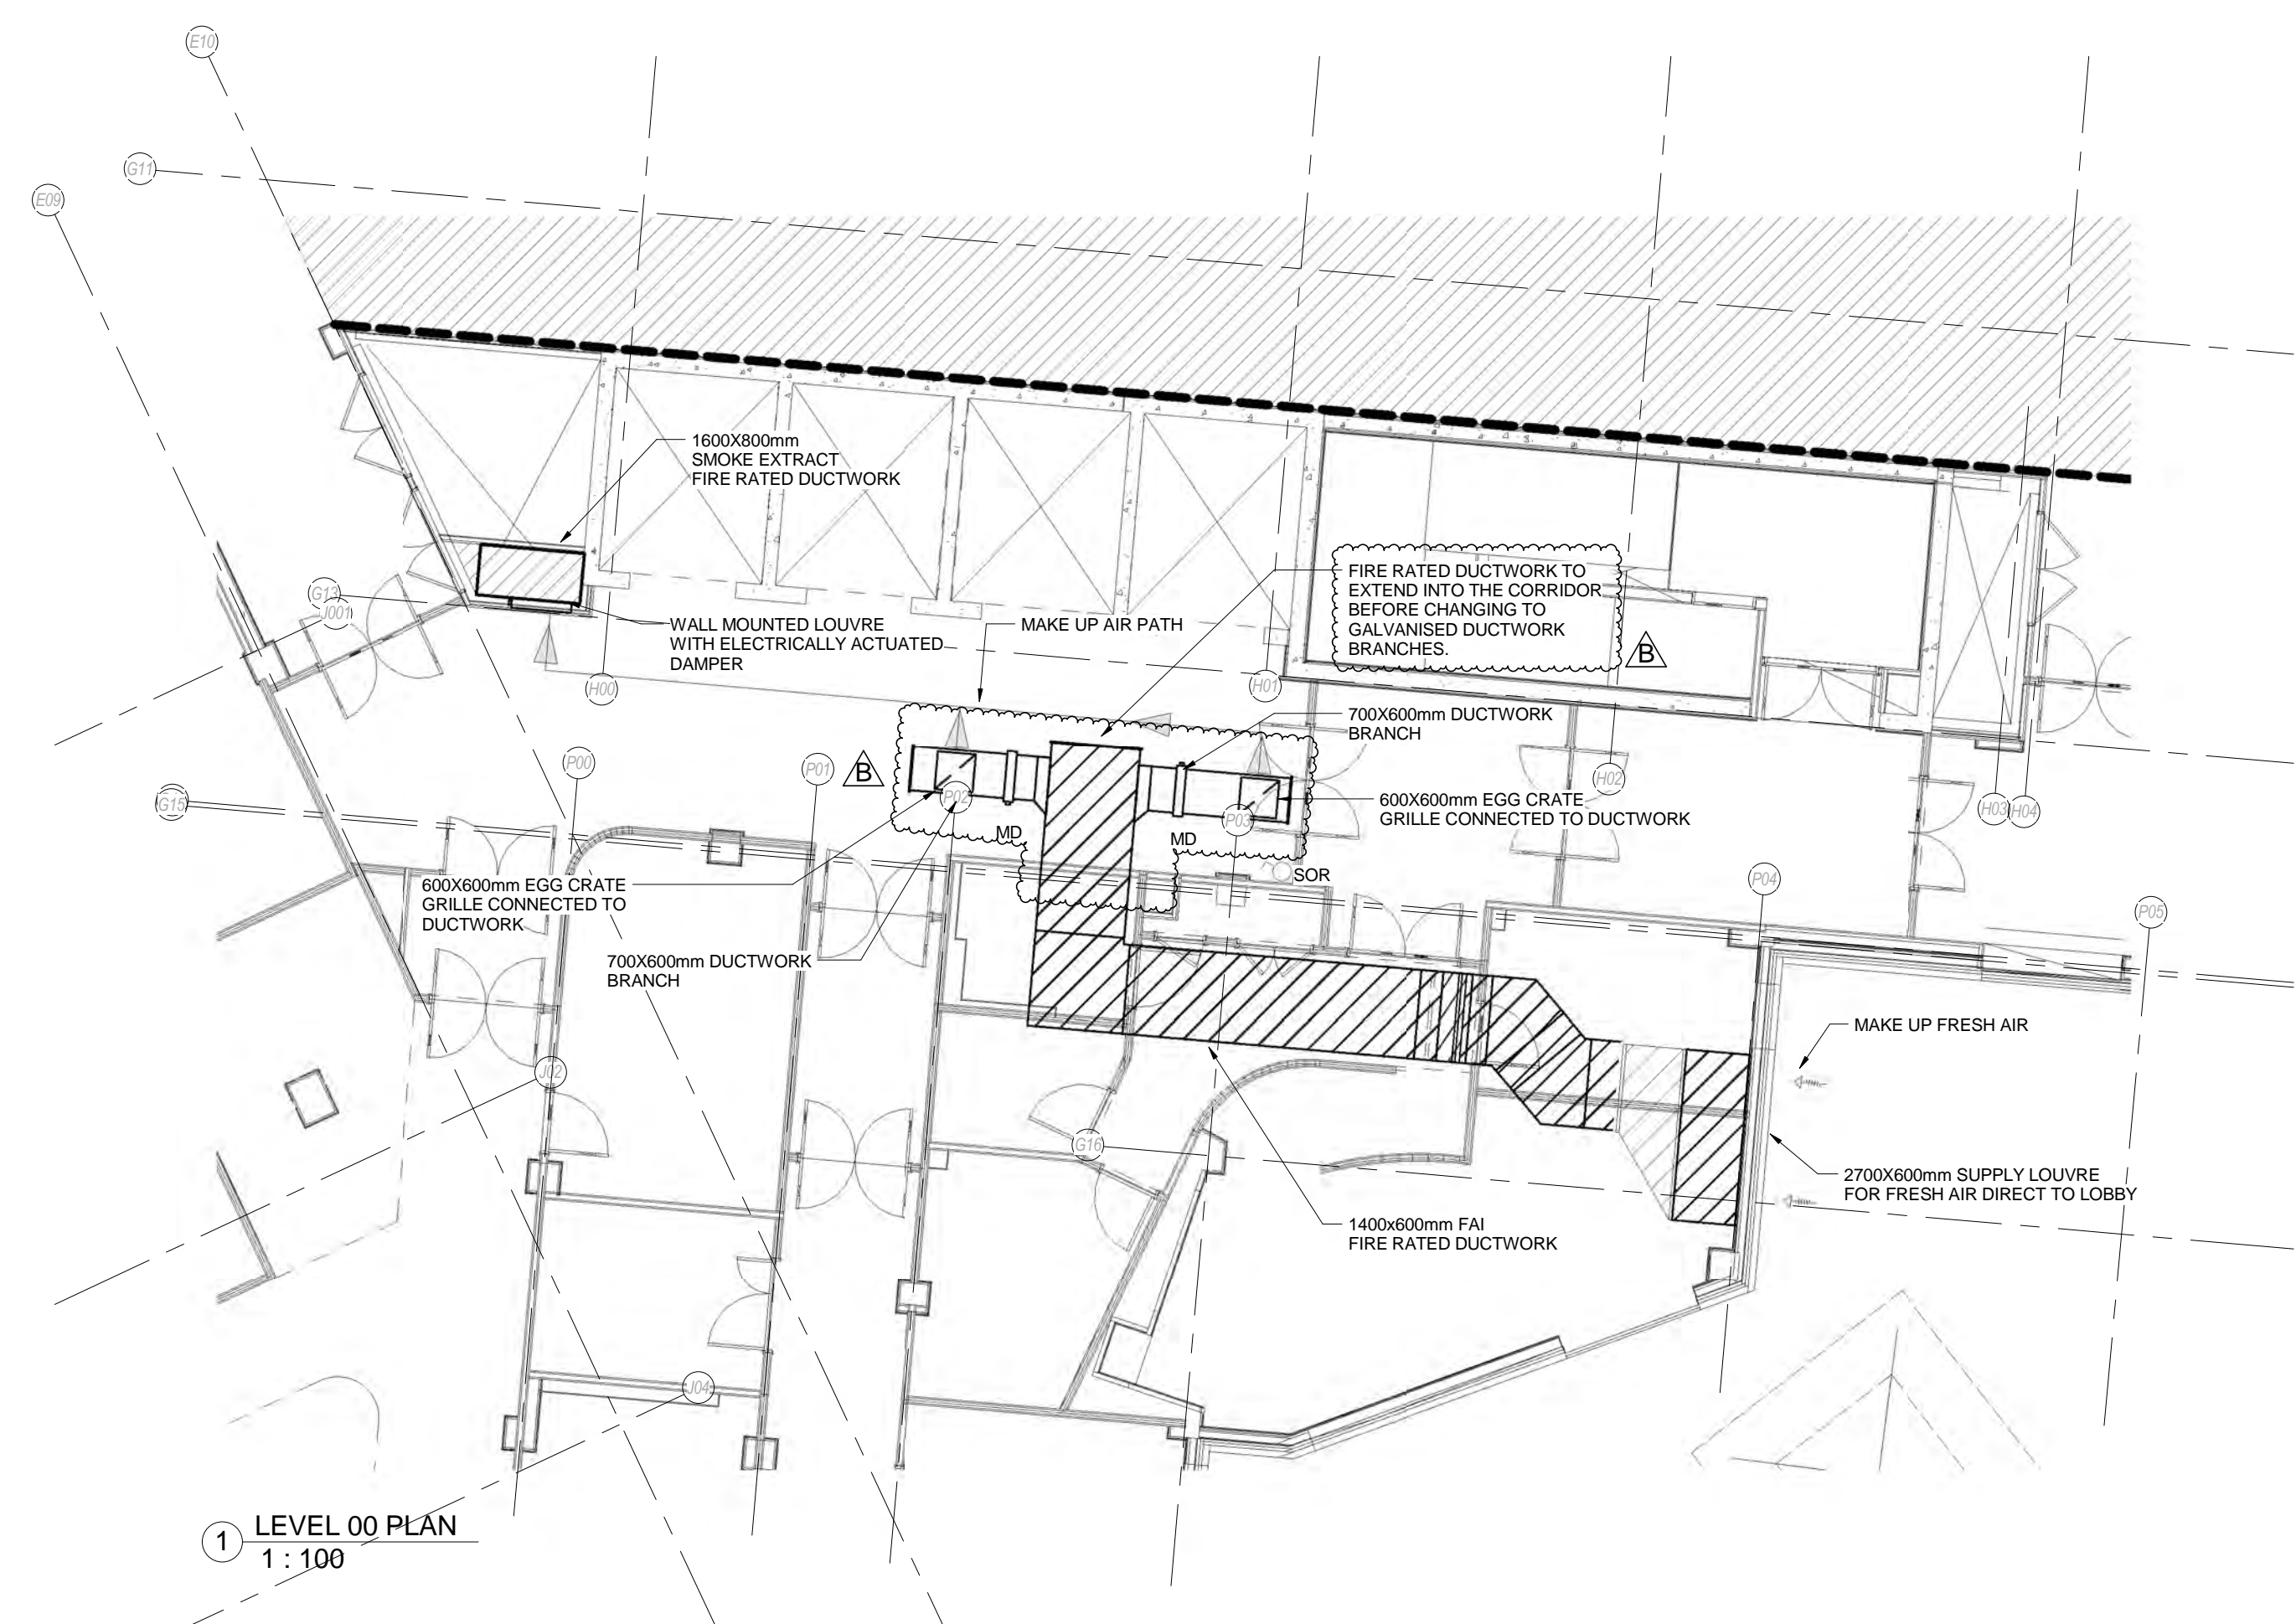 E10
G11
E09
1600X800mm
SMOKE EXTRACT
FIRE RATED DUCTWORK
FIRE RATED DUCTWORK TO
EXTEND INTO THE CORRIDOR
BEFORE CHANGING TO
GALVANISED DUCTWORK
BRANCHES.
B
G13
J001
WALL MOUNTED LOUVRE
WITH ELECTRICALLY ACTUATED
DAMPER
MAKE UP AIR PATH
H00
H01
700X600mm DUCTWORK
BRANCH
P00
P01
B
P02
H02
600X600mm EGG CRATE
GRILLE CONNECTED TO DUCTWORK
H03
H04
G15
P03
MD
MD
SOR
P04
600X600mm EGG CRATE
GRILLE CONNECTED TO
DUCTWORK
P05
700X600mm DUCTWORK
BRANCH
MAKE UP FRESH AIR
J02
G16
2700X600mm SUPPLY LOUVRE
FOR FRESH AIR DIRECT TO LOBBY
1400x600mm FAI
FIRE RATED DUCTWORK
J04
1
LEVEL 00 PLAN
1 : 100